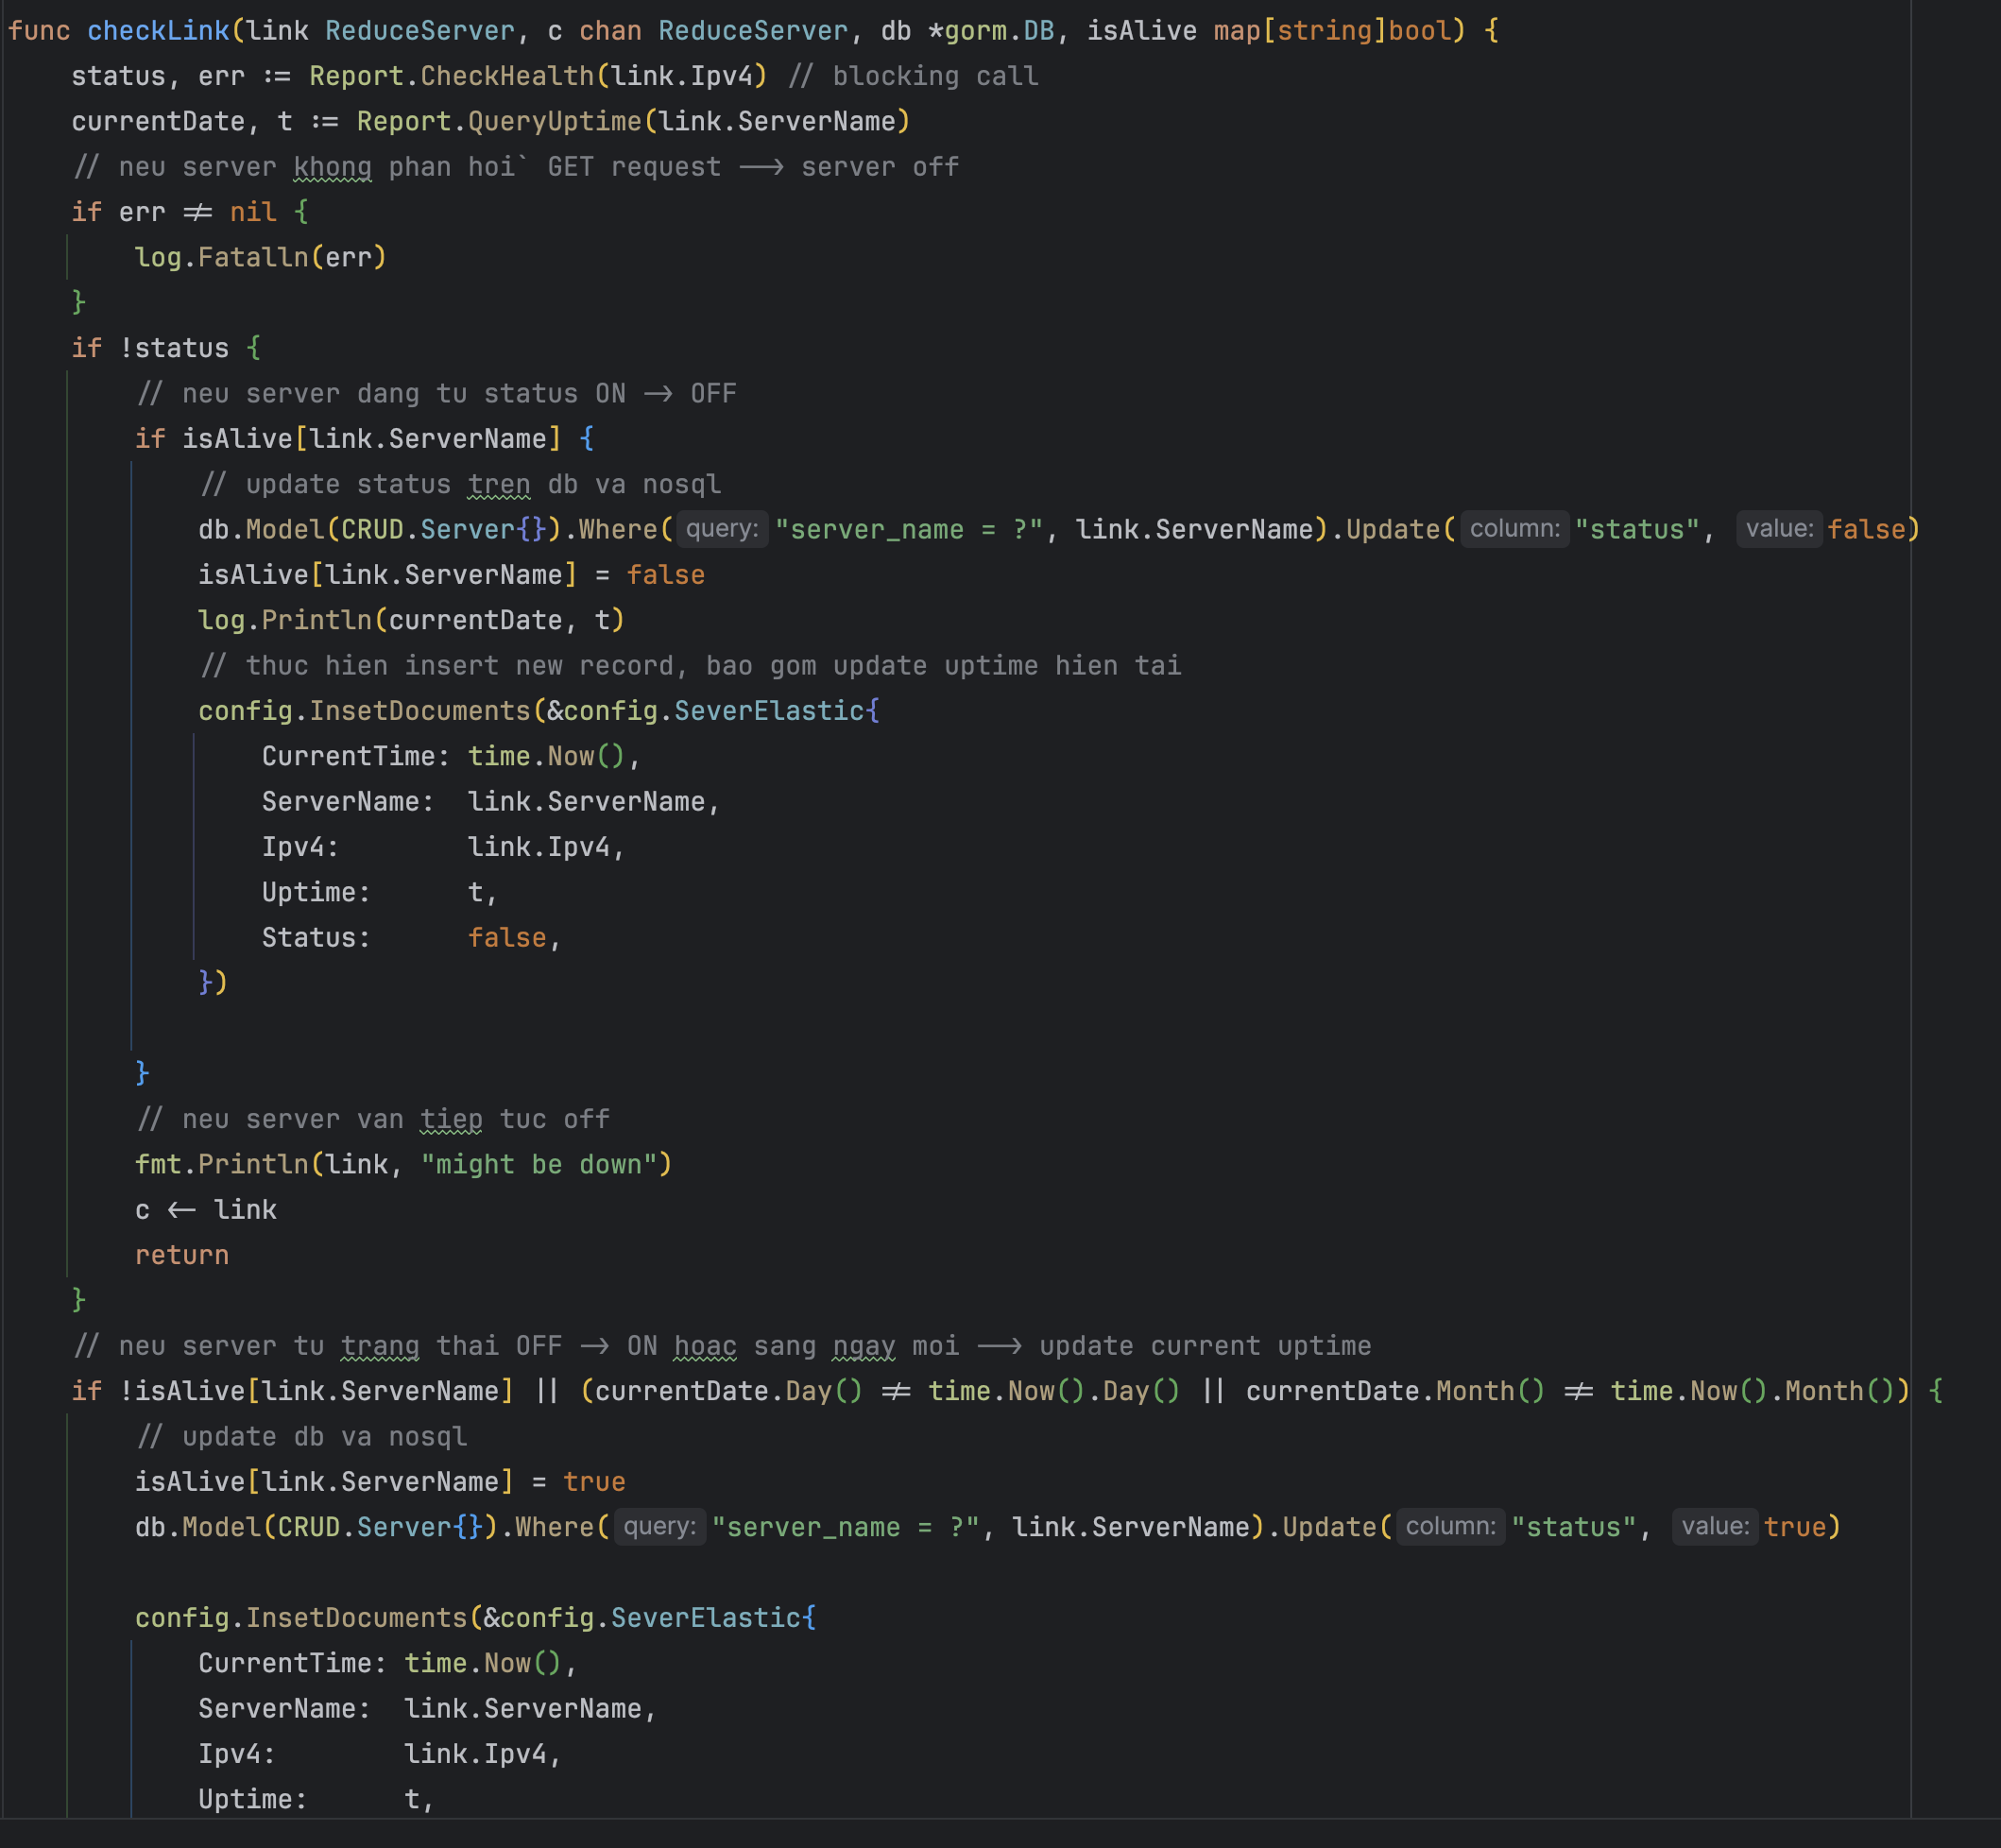 func checkLink(link ReduceServer, c chan ReduceServer, db *gorm.DB, isAlive map[string]bool) {
    status, err := Report.CheckHealth(link.Ipv4) // blocking call
    currentDate, t := Report.QueryUptime(link.ServerName)
    // neu server khong phan hoi` GET request --> server off
    if err != nil {
        log.Fatalln(err)
    }
    if !status {
        // neu server dang tu status ON -> OFF
        if isAlive[link.ServerName] {
            // update status tren db va nosql
            db.Model(CRUD.Server{}).Where( query: "server_name = ?", link.ServerName).Update( column: "status", value: false)
            isAlive[link.ServerName] = false
            log.Println(currentDate, t)
            // thuc hien insert new record, bao gom update uptime hien tai
            config.InsetDocuments(&config.SeverElastic{
                CurrentTime: time.Now(),
                ServerName:  link.ServerName,
                Ipv4:        link.Ipv4,
                Uptime:      t,
                Status:      false,
            })
        }
        // neu server van tiep tuc off
        fmt.Println(link, "might be down")
        c <- link
        return
    }
    // neu server tu trang thai OFF -> ON hoac sang ngay moi --> update current uptime
    if !isAlive[link.ServerName] || (currentDate.Day() != time.Now().Day() || currentDate.Month() != time.Now().Month()) {
        // update db va nosql
        isAlive[link.ServerName] = true
        db.Model(CRUD.Server{}).Where( query: "server_name = ?", link.ServerName).Update( column: "status", value: true)
        config.InsetDocuments(&config.SeverElastic{
            CurrentTime: time.Now(),
            ServerName:  link.ServerName,
            Ipv4:        link.Ipv4,
            Uptime:      t,